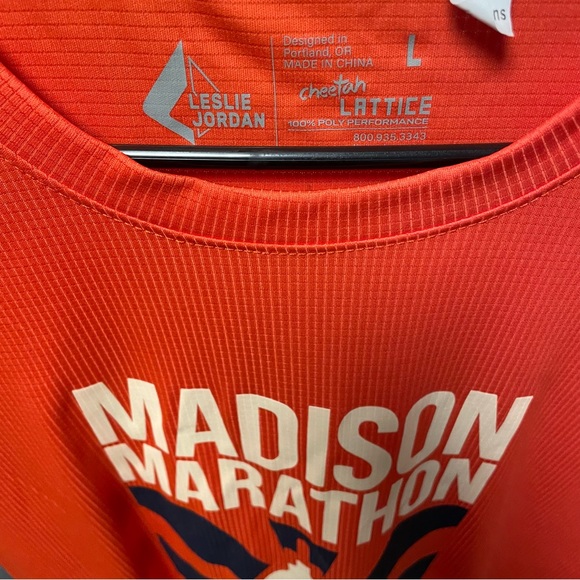 ns
LESLIE
JORDAN
Designed in
Portland, OR
MADE IN CHINA
L
cheetah
LATTICE
100% POLY PERFORMANCE
800.935.3343
MADISON
MARATHON